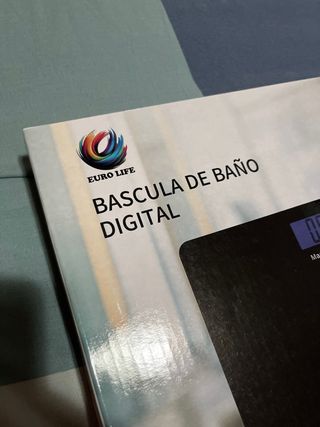 EURO LIFE
BASCULA DE BAÑO
DIGITAL